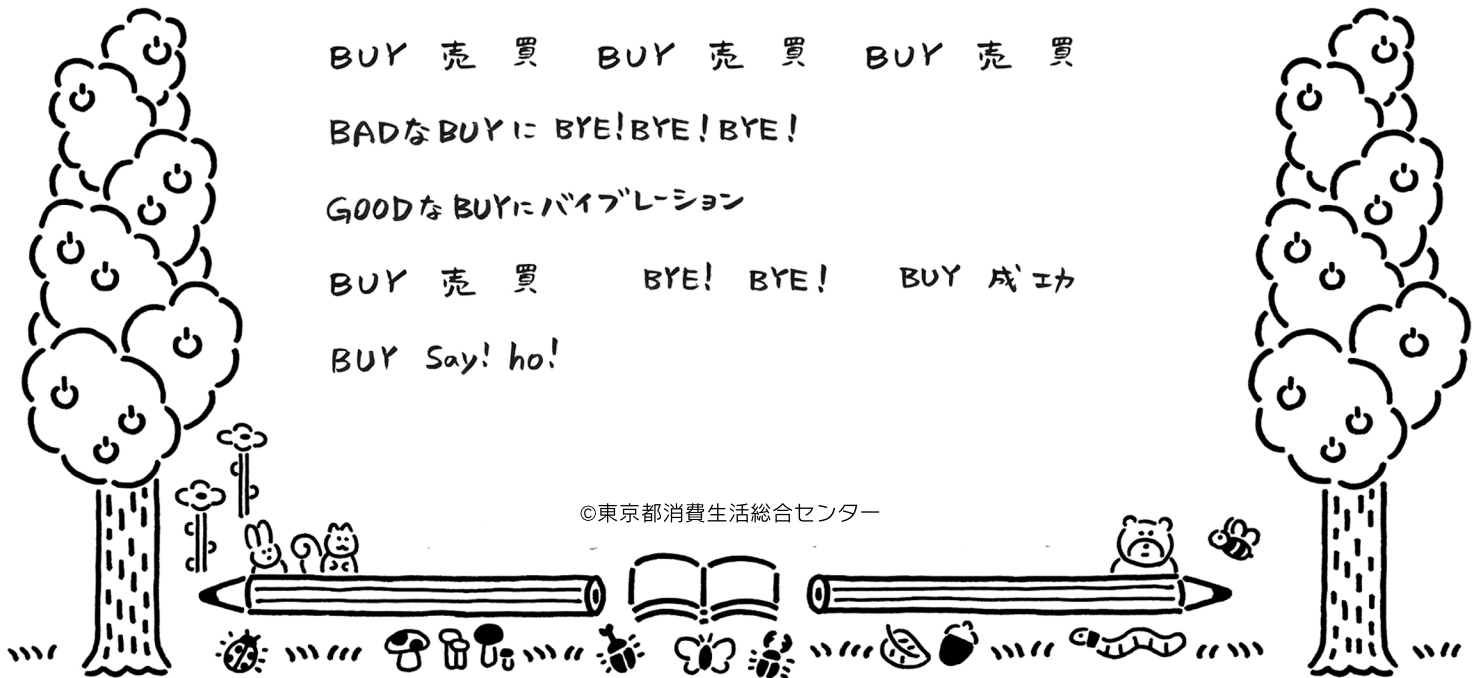 BUY 売 買 BUY 売 買 BUY 売 買
BADなBUYに BYE!BYE!BYE!
GOODなBUYにバイブレーション
BUY 売 買 BYE! BYE! BUY 成 功
BUY Say! ho!
©東京都消費生活総合センター